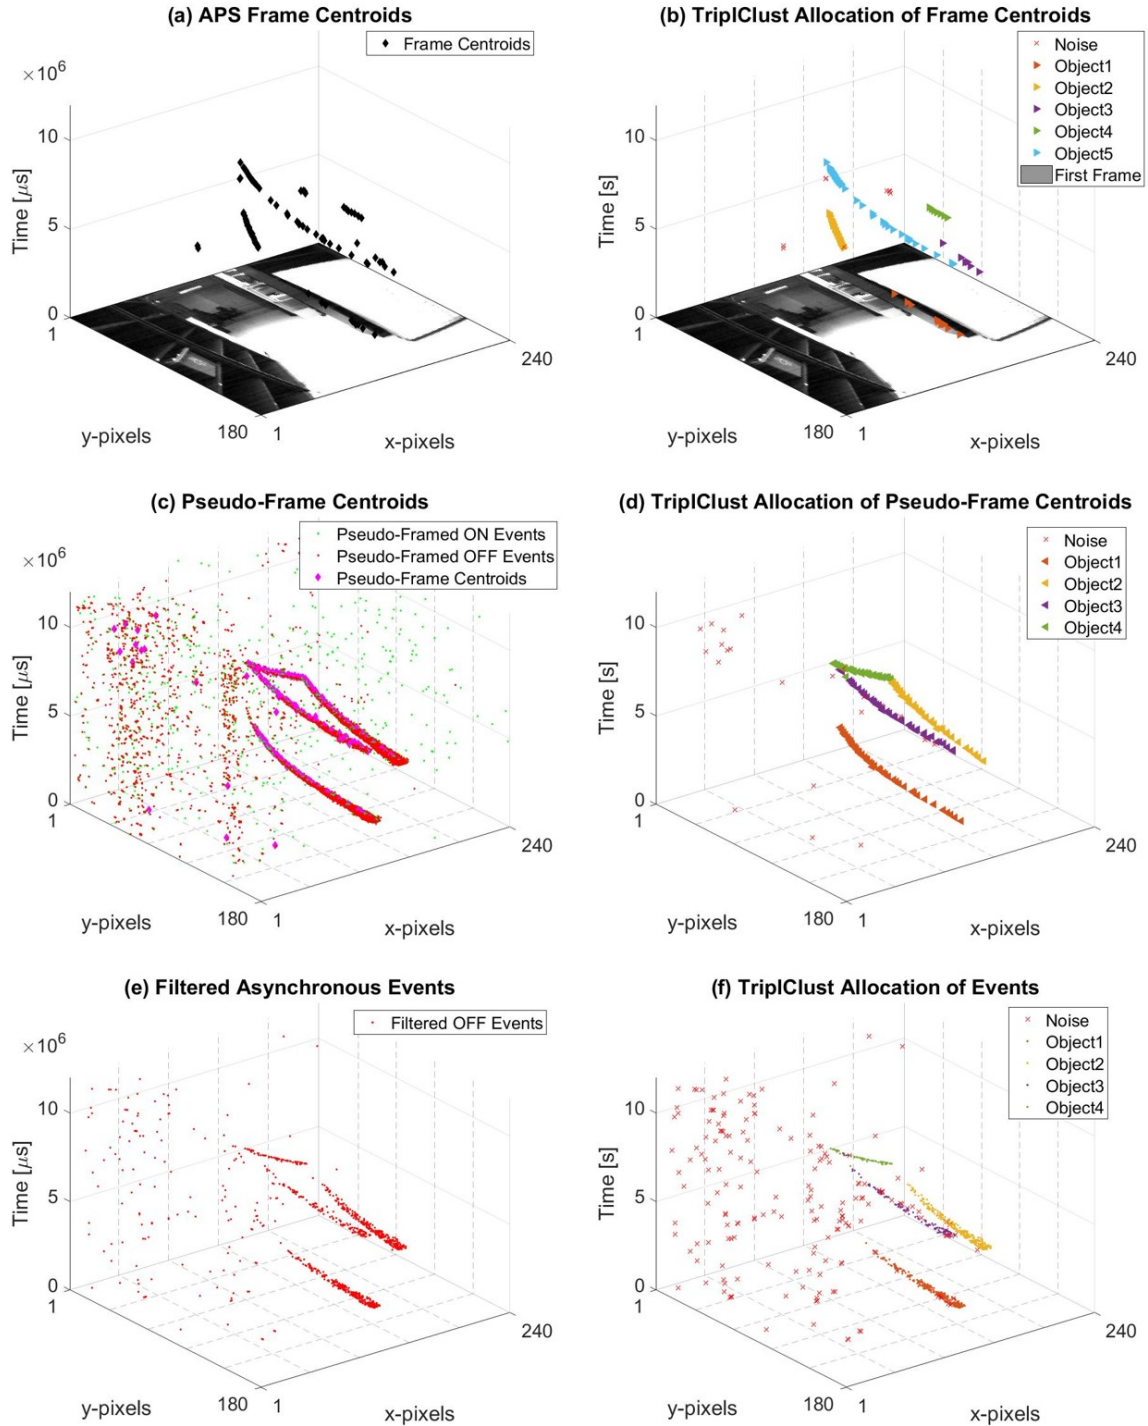 (a) APS Frame Centroids
Frame Centroids
×10⁶
10
5
0
1
Time [μs]
y-pixels
180
1
x-pixels
240
(b) TriplClust Allocation of Frame Centroids
Noise
Object1
Object2
Object3
Object4
Object5
First Frame
10
5
0
1
Time [s]
y-pixels
180
1
x-pixels
240
(c) Pseudo-Frame Centroids
Pseudo-Framed ON Events
Pseudo-Framed OFF Events
Pseudo-Frame Centroids
×10⁶
10
5
0
1
Time [μs]
y-pixels
180
1
x-pixels
240
(d) TriplClust Allocation of Pseudo-Frame Centroids
Noise
Object1
Object2
Object3
Object4
10
5
0
1
Time [s]
y-pixels
180
1
x-pixels
240
(e) Filtered Asynchronous Events
Filtered OFF Events
×10⁶
10
5
0
1
Time [μs]
y-pixels
180
1
x-pixels
240
(f) TriplClust Allocation of Events
Noise
Object1
Object2
Object3
Object4
10
5
0
1
Time [s]
y-pixels
180
1
x-pixels
240